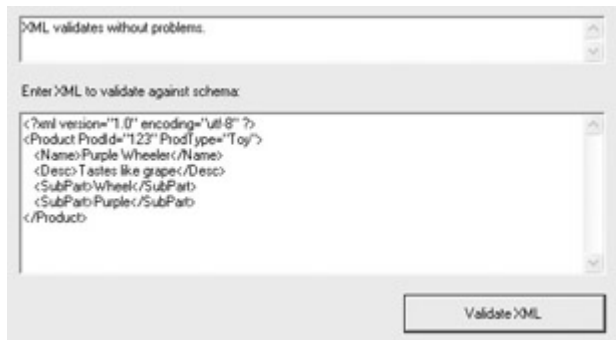 XML validates without problems.
Enter XML to validate against schema:
<?xml version="1.0" encoding="utf-8" ?>
<Product ProdId="123" ProdType="Toy">
<Name>Purple Wheeler</Name>
<Desc>Tastes like grape</Desc>
<SubPart>Wheel</SubPart>
<SubPart>Purple</SubPart>
</Product>
Validate XML